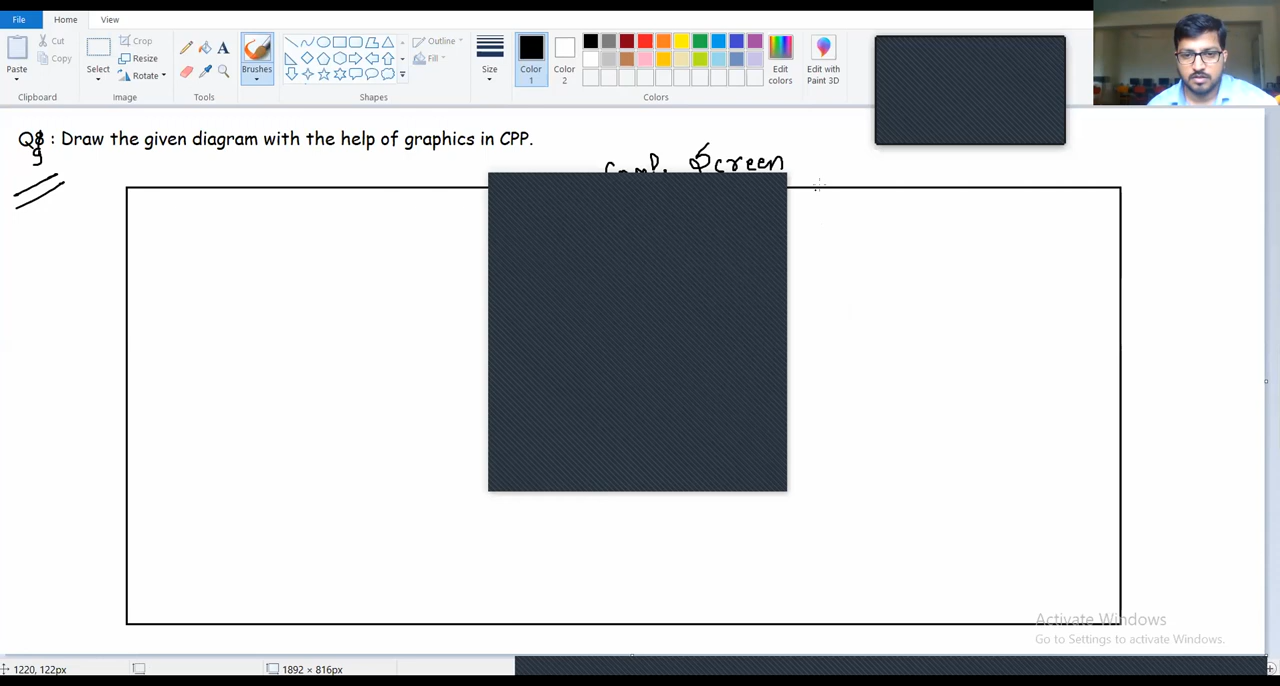 File Home View
Cut Crop Outline
Copy Resize Fill
Paste Select Rotate Brushes Size Color 1 Color 2 Edit colors Edit with Paint 3D
Clipboard Image Tools Shapes Colors
: Draw the given diagram with the help of graphics in CPP.
9
Screen
Activate Windows
Go to Settings to activate Windows.
1220, 122px 1892 × 816px